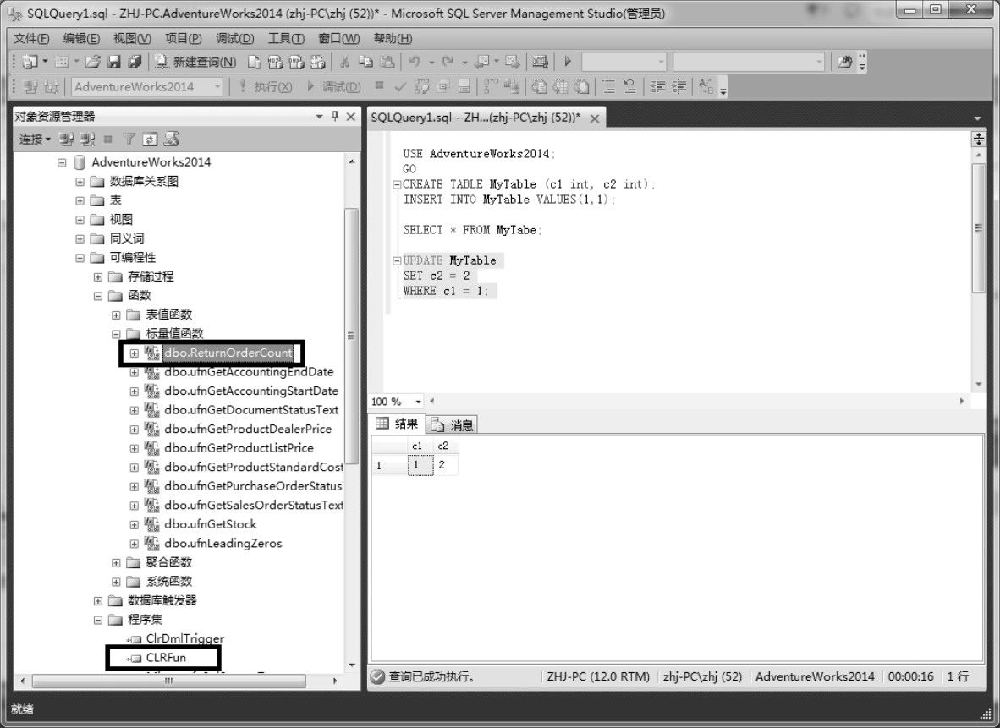 SQLQuery1.sql - ZHJ-PC.AdventureWorks2014 (zhj-PC\zhj (52))* - Microsoft SQL Server Management Studio(管理员)
文件(F) 编辑(E) 视图(V) 项目(P) 调试(D) 工具(T) 窗口(W) 帮助(H)
新建查询(N)
AdventureWorks2014 执行(X) 调试(D)
对象资源管理器
连接
AdventureWorks2014
数据库关系图
表
视图
同义词
可编程性
存储过程
函数
表值函数
标量值函数
dbo.ReturnOrderCount
dbo.ufnGetAccountingEndDate
dbo.ufnGetAccountingStartDate
dbo.ufnGetDocumentStatusText
dbo.ufnGetProductDealerPrice
dbo.ufnGetProductListPrice
dbo.ufnGetProductStandardCost
dbo.ufnGetPurchaseOrderStatus
dbo.ufnGetSalesOrderStatusText
dbo.ufnGetStock
dbo.ufnLeadingZeros
聚合函数
系统函数
数据库触发器
程序集
ClrDmlTrigger
CLRFun
SQLQuery1.sql - ZH...(zhj-PC\zhj (52))*
USE AdventureWorks2014;
GO
CREATE TABLE MyTable (c1 int, c2 int);
INSERT INTO MyTable VALUES(1,1);
SELECT * FROM MyTabe;
UPDATE MyTable
SET c2 = 2
WHERE c1 = 1;
100 %
结果 消息
c1 c2
1 1 2
查询已成功执行。 ZHJ-PC (12.0 RTM) zhj-PC\zhj (52) AdventureWorks2014 00:00:16 1 行
就绪